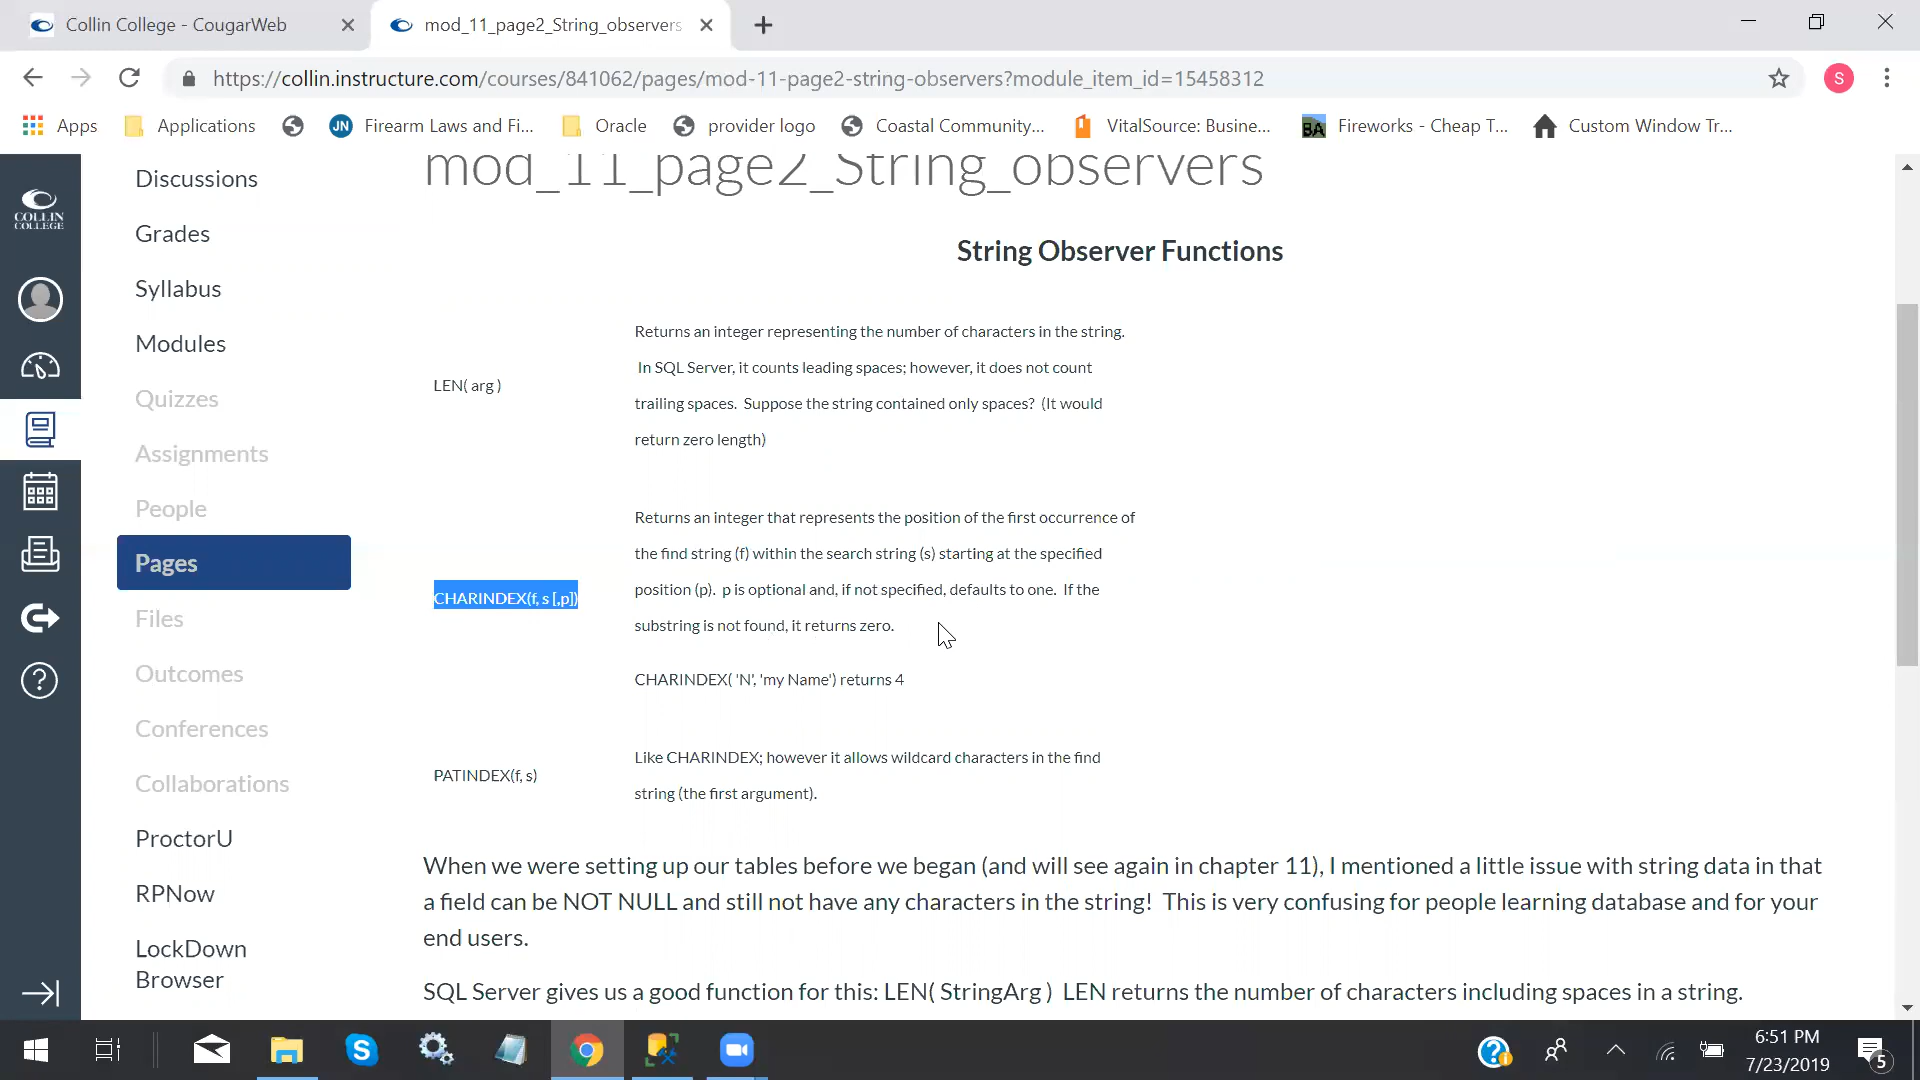 Collin College - CougarWeb
mod_11_page2_String_observers
https://collin.instructure.com/courses/841062/pages/mod-11-page2-string-observers?module_item_id=15458312
S
Apps
Applications
JN Firearm Laws and Fi...
Oracle
provider logo
Coastal Community...
VitalSource: Busine...
BA Fireworks - Cheap T...
Custom Window Tr...
COLLIN
COLLEGE
Discussions
Grades
Syllabus
Modules
Quizzes
Assignments
People
Pages
Files
Outcomes
Conferences
Collaborations
ProctorU
RPNow
LockDown
Browser
mod_11_page2_String_observers
String Observer Functions
LEN( arg )
Returns an integer representing the number of characters in the string.
In SQL Server, it counts leading spaces; however, it does not count
trailing spaces.  Suppose the string contained only spaces?  (It would
return zero length)
CHARINDEX(f, s [,p])
Returns an integer that represents the position of the first occurrence of
the find string (f) within the search string (s) starting at the specified
position (p).  p is optional and, if not specified, defaults to one.  If the
substring is not found, it returns zero.
CHARINDEX( 'N', 'my Name') returns 4
PATINDEX(f, s)
Like CHARINDEX; however it allows wildcard characters in the find
string (the first argument).
When we were setting up our tables before we began (and will see again in chapter 11), I mentioned a little issue with string data in that
a field can be NOT NULL and still not have any characters in the string!  This is very confusing for people learning database and for your
end users.
SQL Server gives us a good function for this: LEN( StringArg )  LEN returns the number of characters including spaces in a string.
6:51 PM
7/23/2019
5